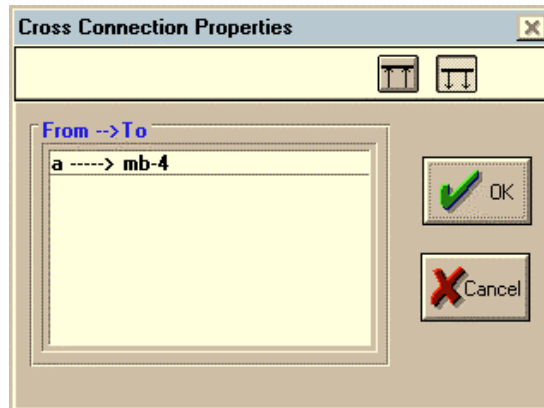 Cross Connection Properties
From -->To
a -----> mb-4
OK
Cancel